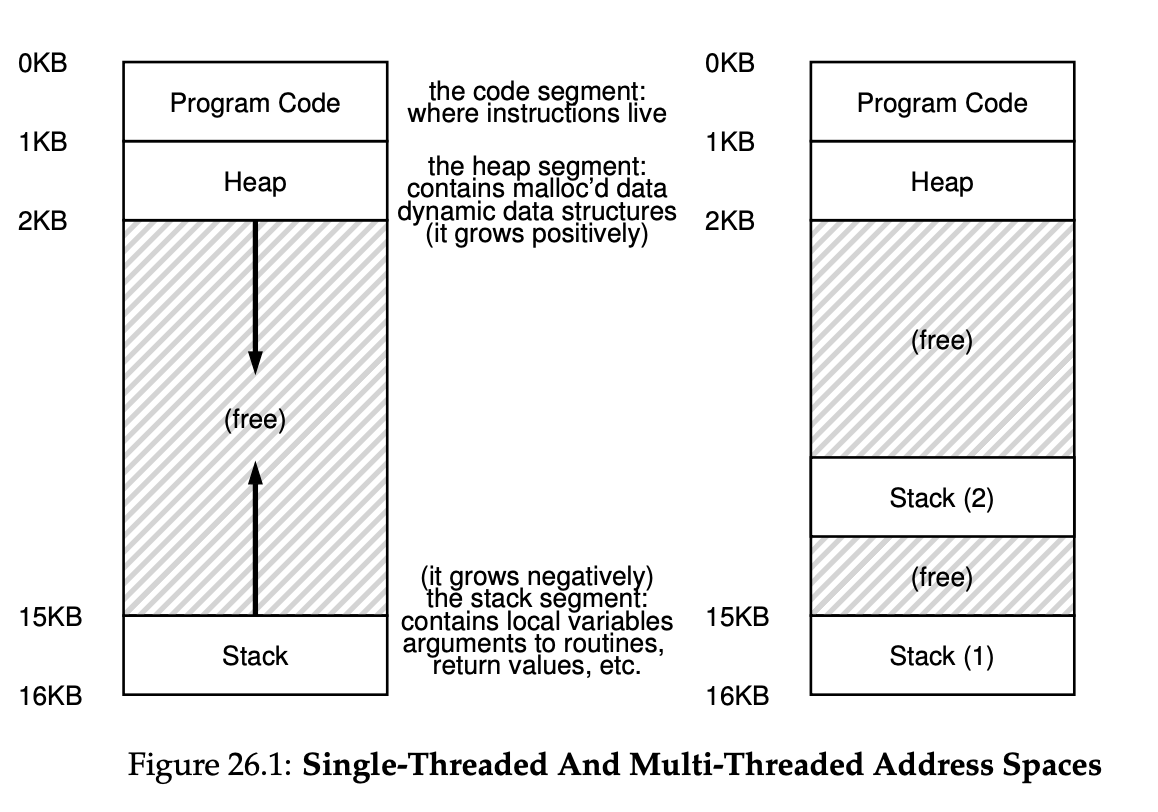 0KB
Program Code
1KB
Heap
2KB
(free)
15KB
Stack
16KB
the code segment:
where instructions live
the heap segment:
contains malloc'd data
dynamic data structures
(it grows positively)
(it grows negatively)
the stack segment:
contains local variables
arguments to routines,
return values, etc.
0KB
Program Code
1KB
Heap
2KB
(free)
Stack (2)
(free)
15KB
Stack (1)
16KB
Figure 26.1: Single-Threaded And Multi-Threaded Address Spaces